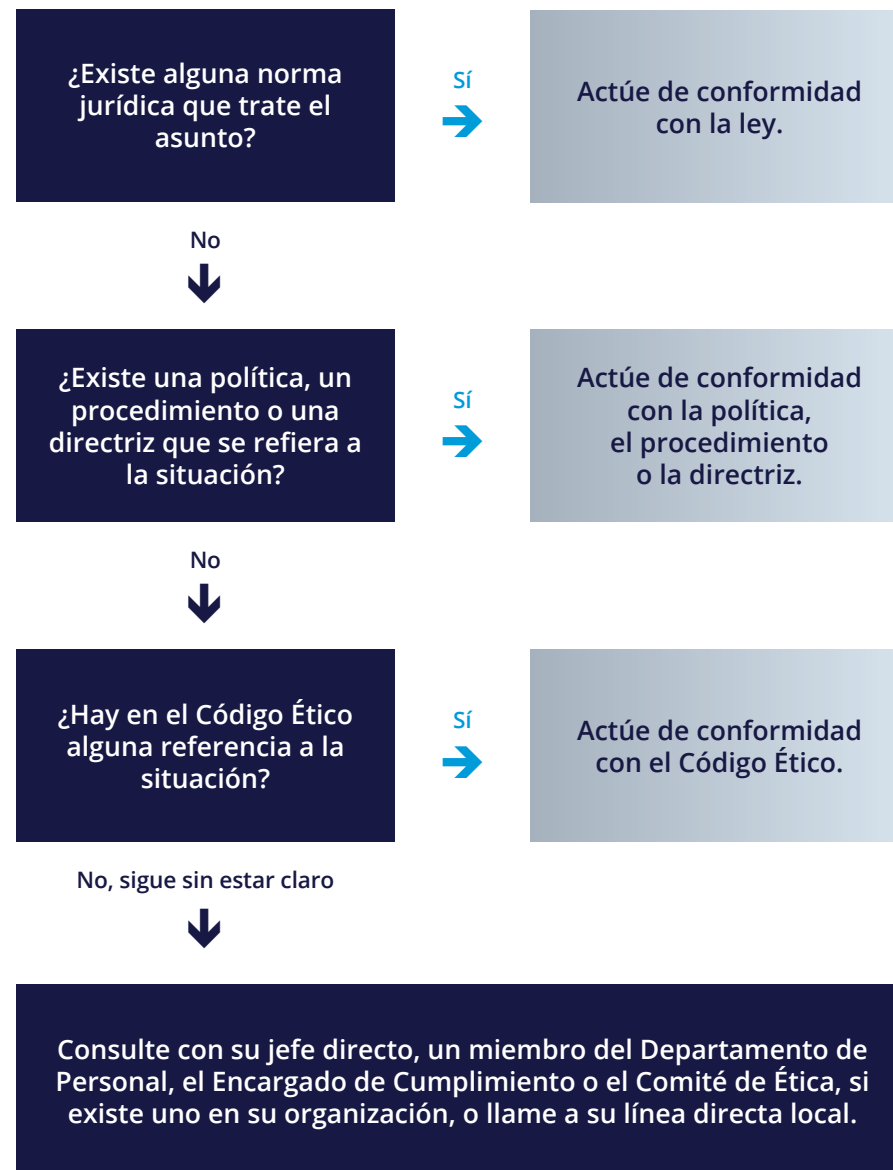 ¿Existe alguna norma
jurídica que trate el
asunto?
Sí
Actúe de conformidad
con la ley.
No
¿Existe una política, un
procedimiento o una
directriz que se refiera a
la situación?
Sí
Actúe de conformidad
con la política,
el procedimiento
o la directriz.
No
¿Hay en el Código Ético
alguna referencia a la
situación?
Sí
Actúe de conformidad
con el Código Ético.
No, sigue sin estar claro
Consulte con su jefe directo, un miembro del Departamento de
Personal, el Encargado de Cumplimiento o el Comité de Ética, si
existe uno en su organización, o llame a su línea directa local.